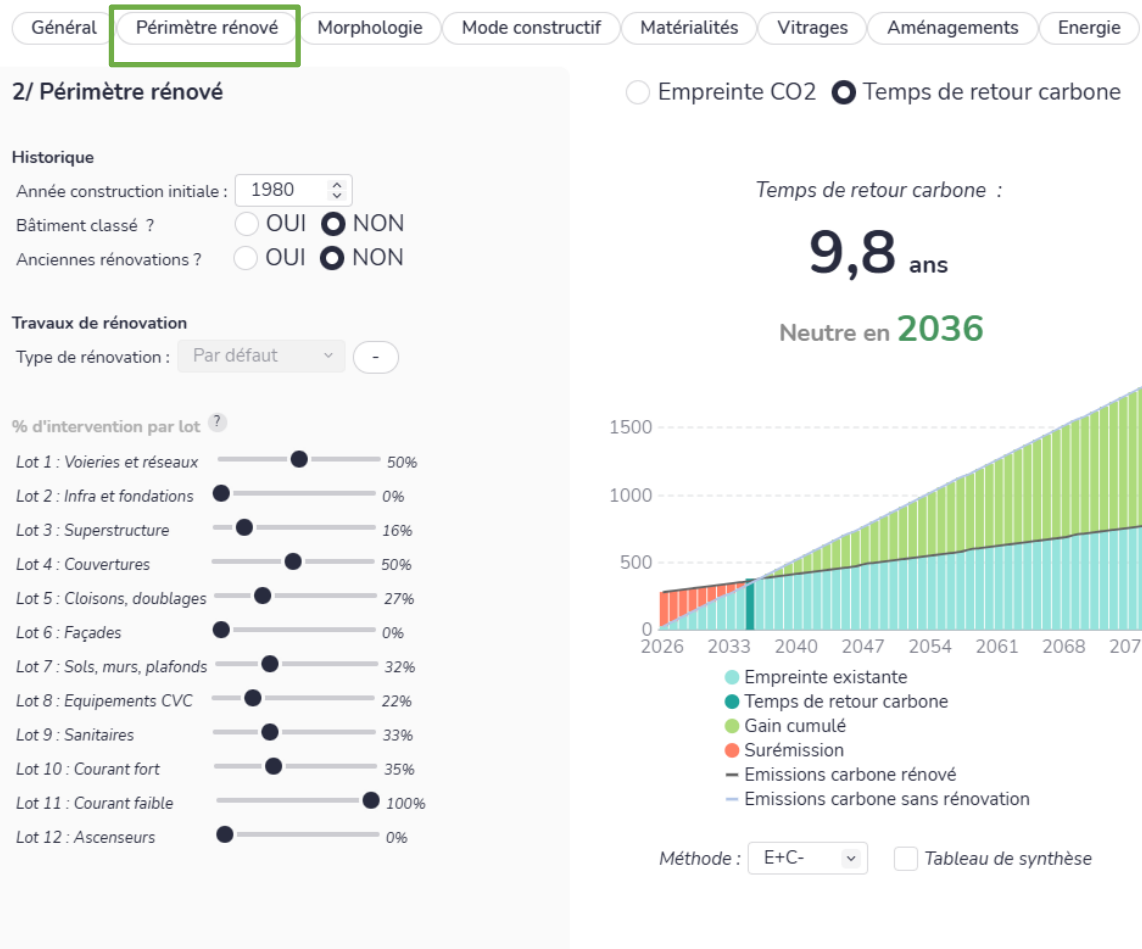 Général Périmètre rénové Morphologie Mode constructif Matérialités Vitrages Aménagements Energie
2/ Périmètre rénové
Historique
Année construction initiale : 1980
Bâtiment classé ? OUI NON
Anciennes rénovations ? OUI NON
Travaux de rénovation
Type de rénovation : Par défaut -
% d'intervention par lot ?
Lot 1 : Voieries et réseaux 50%
Lot 2 : Infra et fondations 0%
Lot 3 : Superstructure 16%
Lot 4 : Couvertures 50%
Lot 5 : Cloisons, doublages 27%
Lot 6 : Façades 0%
Lot 7 : Sols, murs, plafonds 32%
Lot 8 : Equipements CVC 22%
Lot 9 : Sanitaires 33%
Lot 10 : Courant fort 35%
Lot 11 : Courant faible 100%
Lot 12 : Ascenseurs 0%
Empreinte CO2 Temps de retour carbone
Temps de retour carbone :
9,8 ans
Neutre en 2036
1500
1000
500
0
2026 2033 2040 2047 2054 2061 2068 207
Empreinte existante
Temps de retour carbone
Gain cumulé
Surémission
Emissions carbone rénové
Emissions carbone sans rénovation
Méthode : E+C- Tableau de synthèse